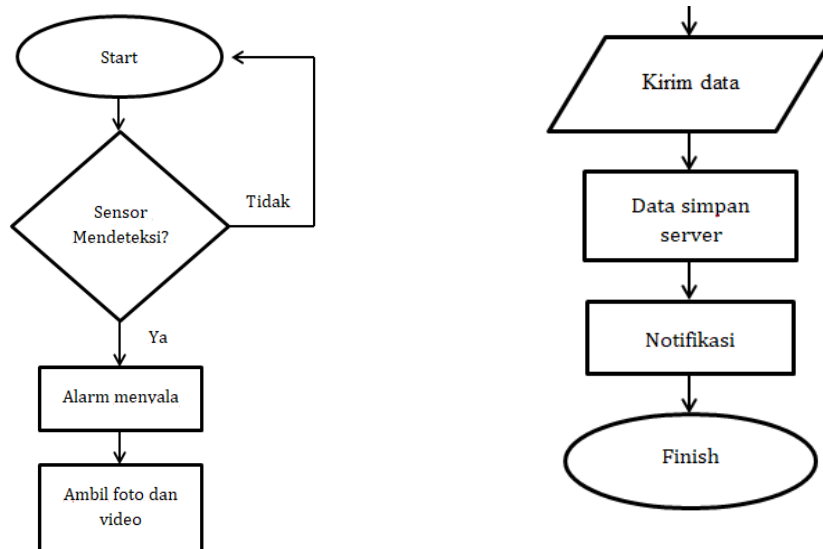 Start
Sensor
Mendeteksi?
Tidak
Ya
Alarm menyala
Ambil foto dan
video
Kirim data
Data simpan
server
Notifikasi
Finish